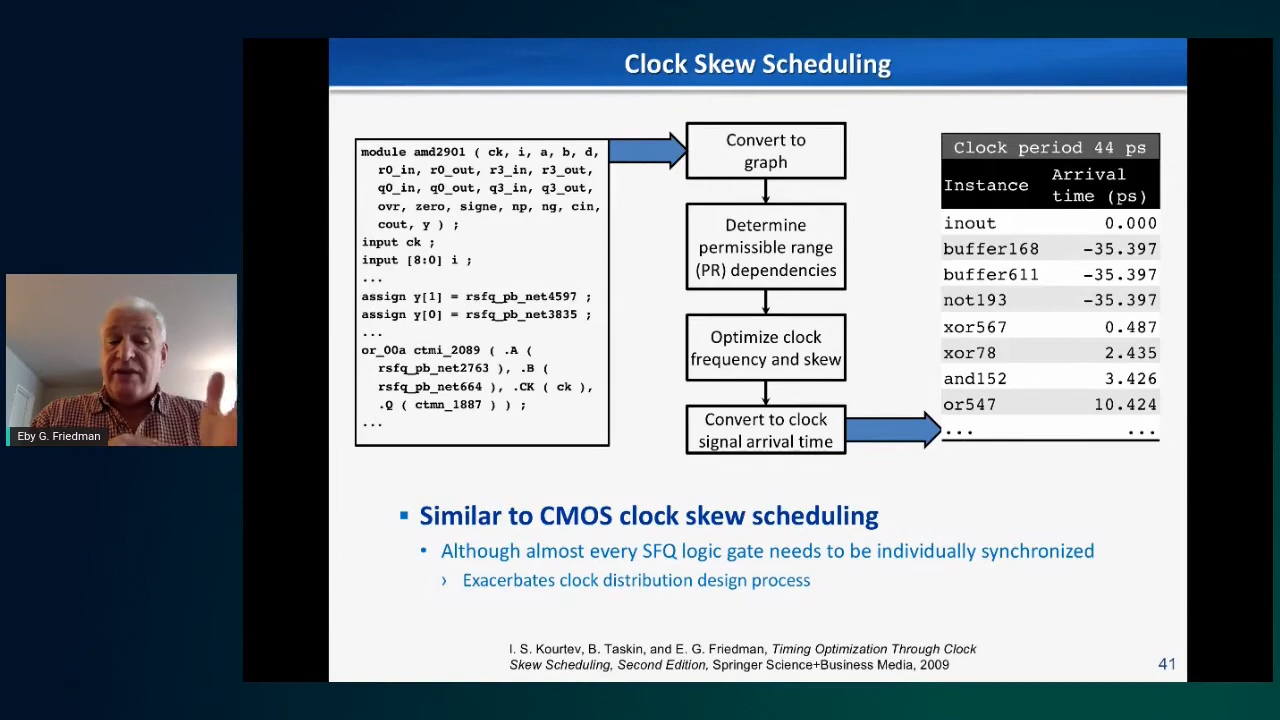 Clock Skew Scheduling
module amd2901 ( ck, i, a, b, d,
r0_in, r0_out, r3_in, r3_out,
q0_in, q0_out, q3_in, q3_out,
ovr, zero, signe, np, ng, cin,
cout, y ) ;
input ck ;
input [8:0] i ;
...
assign y[1] = rsfq_pb_net4597 ;
assign y[0] = rsfq_pb_net3835 ;
...
or_00a ctmi_2089 ( .A (
rsfq_pb_net2763 ), .B (
rsfq_pb_net664 ), .CK ( ck ),
.Q ( ctmn_1887 ) ) ;
...
Convert to
graph
Determine
permissible range
(PR) dependencies
Optimize clock
frequency and skew
Convert to clock
signal arrival time
Clock period 44 ps
Instance Arrival
time (ps)
inout 0.000
buffer168 -35.397
buffer611 -35.397
not193 -35.397
xor567 0.487
xor78 2.435
and152 3.426
or547 10.424
... ...
Eby G. Friedman
▪ Similar to CMOS clock skew scheduling
• Although almost every SFQ logic gate needs to be individually synchronized
› Exacerbates clock distribution design process
I. S. Kourtev, B. Taskin, and E. G. Friedman, Timing Optimization Through Clock
Skew Scheduling, Second Edition, Springer Science+Business Media, 2009
41